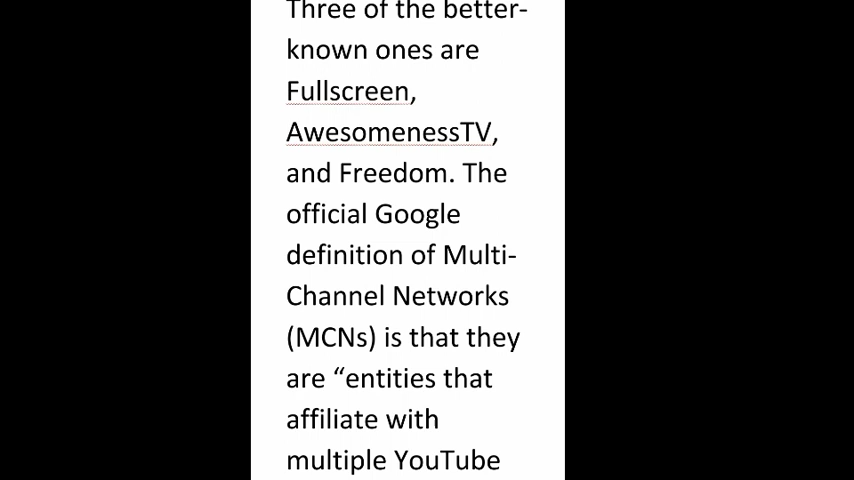 Three of the better-
known ones are
Fullscreen,
AwesomenessTV,
and Freedom. The
official Google
definition of Multi-
Channel Networks
(MCNs) is that they
are “entities that
affiliate with
multiple YouTube